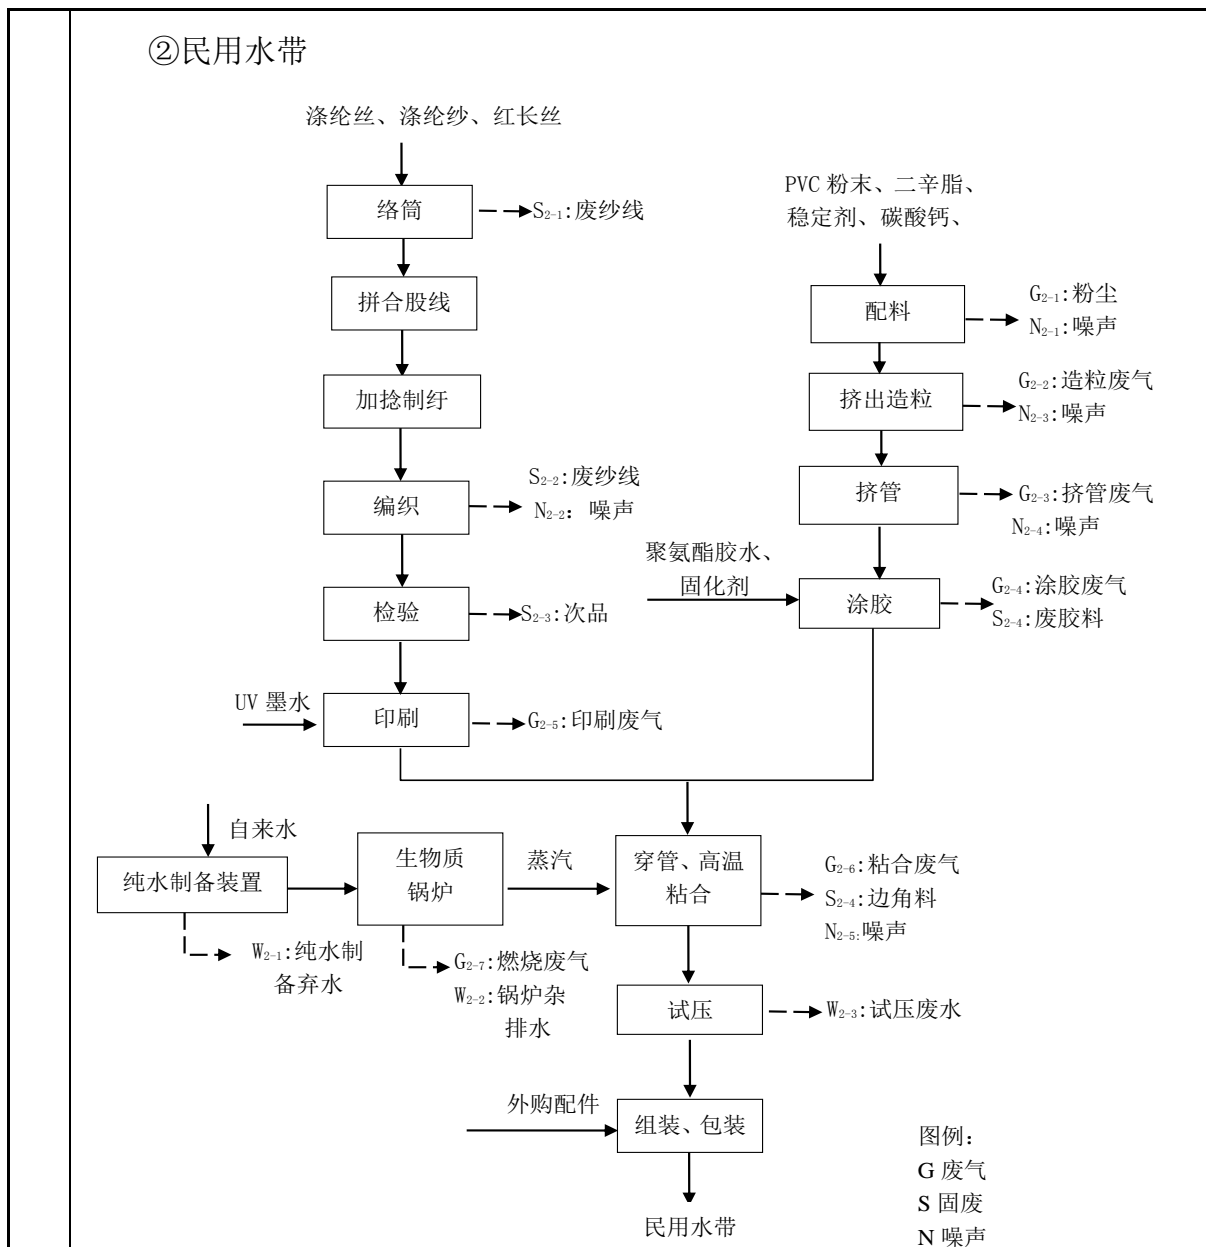 ②民用水带
涤纶丝、涤纶纱、红长丝
络筒
S₂₋₁:废纱线
拼合股线
加捻制纡
编织
S₂₋₂:废纱线
N₂₋₂: 噪声
检验
S₂₋₃:次品
UV 墨水
印刷
G₂₋₅:印刷废气
PVC 粉末、二辛脂、
稳定剂、碳酸钙、
配料
G₂₋₁:粉尘
N₂₋₁:噪声
挤出造粒
G₂₋₂:造粒废气
N₂₋₃:噪声
挤管
G₂₋₃:挤管废气
N₂₋₄:噪声
聚氨酯胶水、
固化剂
涂胶
G₂₋₄:涂胶废气
S₂₋₄:废胶料
自来水
纯水制备装置
W₂₋₁:纯水制
备弃水
生物质
锅炉
G₂₋₇:燃烧废气
W₂₋₂:锅炉杂
排水
蒸汽
穿管、高温
粘合
G₂₋₆:粘合废气
S₂₋₄:边角料
N₂₋₅:噪声
试压
W₂₋₃:试压废水
外购配件
组装、包装
民用水带
图例:
G 废气
S 固废
N 噪声